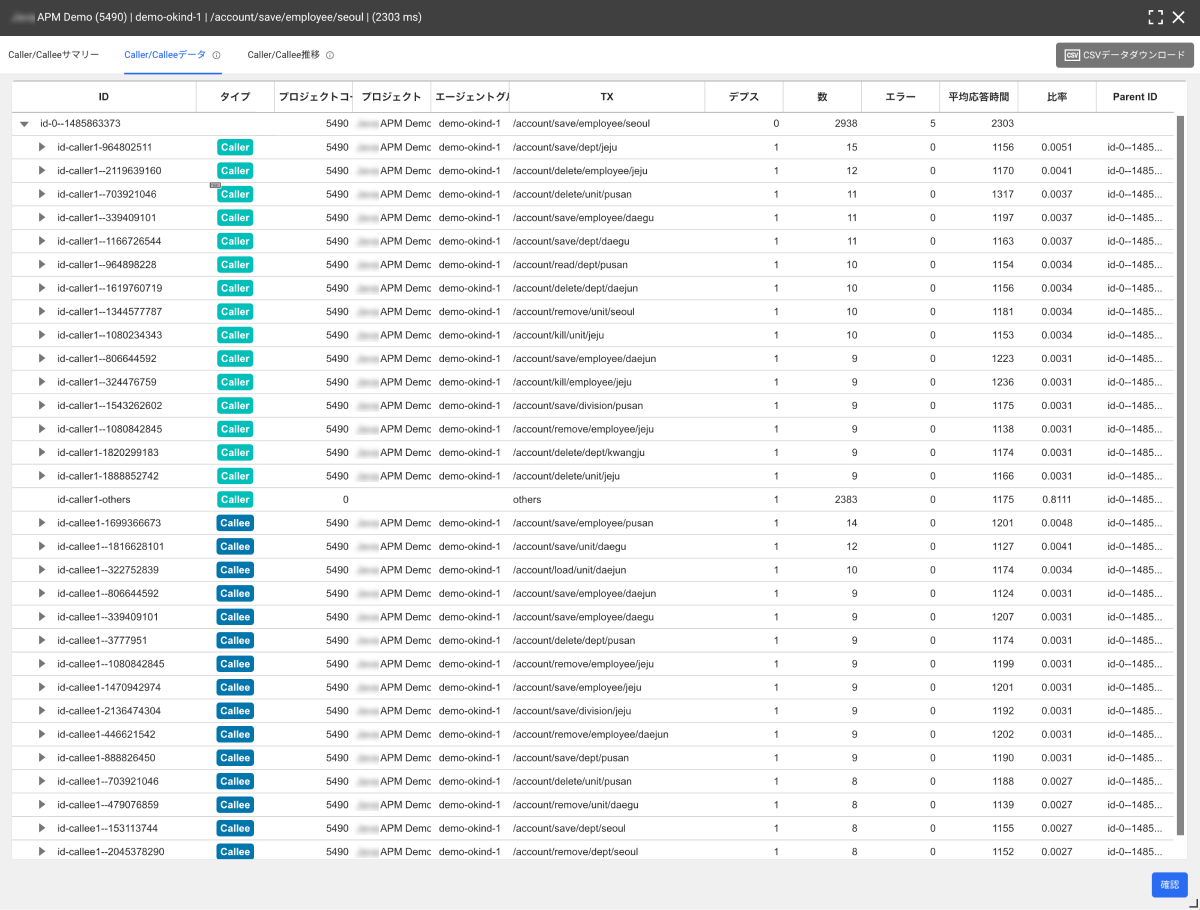 APM Demo (5490) | demo-okind-1 | /account/save/employee/seoul | (2303 ms)
Caller/Calleeサマリー Caller/Calleeデータ Caller/Callee推移 CSV CSVデータダウンロード
ID タイプ プロジェクトコー プロジェクト エージェントグル TX デプス 数 エラー 平均応答時間 比率 Parent ID
id-0--1485863373 5490 APM Demo demo-okind-1 /account/save/employee/seoul 0 2938 5 2303
id-caller1-964802511 Caller 5490 APM Demo demo-okind-1 /account/save/dept/jeju 1 15 0 1156 0.0051 id-0--1485...
id-caller1--2119639160 Caller 5490 APM Demo demo-okind-1 /account/delete/employee/jeju 1 12 0 1170 0.0041 id-0--1485...
id-caller1--703921046 Caller 5490 APM Demo demo-okind-1 /account/delete/unit/pusan 1 11 0 1317 0.0037 id-0--1485...
id-caller1--339409101 Caller 5490 APM Demo demo-okind-1 /account/save/employee/daegu 1 11 0 1197 0.0037 id-0--1485...
id-caller1--1166726544 Caller 5490 APM Demo demo-okind-1 /account/save/dept/daegu 1 11 0 1163 0.0037 id-0--1485...
id-caller1--964898228 Caller 5490 APM Demo demo-okind-1 /account/read/dept/pusan 1 10 0 1154 0.0034 id-0--1485...
id-caller1--1619760719 Caller 5490 APM Demo demo-okind-1 /account/delete/dept/daejun 1 10 0 1156 0.0034 id-0--1485...
id-caller1--1344577787 Caller 5490 APM Demo demo-okind-1 /account/remove/unit/seoul 1 10 0 1181 0.0034 id-0--1485...
id-caller1--1080234343 Caller 5490 APM Demo demo-okind-1 /account/kill/unit/jeju 1 10 0 1153 0.0034 id-0--1485...
id-caller1--806644592 Caller 5490 APM Demo demo-okind-1 /account/save/employee/daejun 1 9 0 1223 0.0031 id-0--1485...
id-caller1--324476759 Caller 5490 APM Demo demo-okind-1 /account/kill/employee/jeju 1 9 0 1236 0.0031 id-0--1485...
id-caller1--1543262602 Caller 5490 APM Demo demo-okind-1 /account/save/division/pusan 1 9 0 1175 0.0031 id-0--1485...
id-caller1--1080842845 Caller 5490 APM Demo demo-okind-1 /account/remove/employee/jeju 1 9 0 1138 0.0031 id-0--1485...
id-caller1-1820299183 Caller 5490 APM Demo demo-okind-1 /account/delete/dept/kwangju 1 9 0 1174 0.0031 id-0--1485...
id-caller1-1888852742 Caller 5490 APM Demo demo-okind-1 /account/delete/unit/jeju 1 9 0 1166 0.0031 id-0--1485...
id-caller1-others Caller 0 others 1 2383 0 1175 0.8111 id-0--1485...
id-callee1-1699366673 Callee 5490 APM Demo demo-okind-1 /account/save/employee/pusan 1 14 0 1201 0.0048 id-0--1485...
id-callee1--1816628101 Callee 5490 APM Demo demo-okind-1 /account/save/unit/daegu 1 12 0 1127 0.0041 id-0--1485...
id-callee1--322752839 Callee 5490 APM Demo demo-okind-1 /account/load/unit/daejun 1 10 0 1174 0.0034 id-0--1485...
id-callee1--806644592 Callee 5490 APM Demo demo-okind-1 /account/save/employee/daejun 1 9 0 1124 0.0031 id-0--1485...
id-callee1--339409101 Callee 5490 APM Demo demo-okind-1 /account/save/employee/daegu 1 9 0 1207 0.0031 id-0--1485...
id-callee1--3777951 Callee 5490 APM Demo demo-okind-1 /account/delete/dept/pusan 1 9 0 1174 0.0031 id-0--1485...
id-callee1--1080842845 Callee 5490 APM Demo demo-okind-1 /account/remove/employee/jeju 1 9 0 1199 0.0031 id-0--1485...
id-callee1-1470942974 Callee 5490 APM Demo demo-okind-1 /account/save/employee/jeju 1 9 0 1201 0.0031 id-0--1485...
id-callee1-2136474304 Callee 5490 APM Demo demo-okind-1 /account/save/division/jeju 1 9 0 1192 0.0031 id-0--1485...
id-callee1-446621542 Callee 5490 APM Demo demo-okind-1 /account/remove/employee/daejun 1 9 0 1202 0.0031 id-0--1485...
id-callee1-888826450 Callee 5490 APM Demo demo-okind-1 /account/save/dept/pusan 1 9 0 1190 0.0031 id-0--1485...
id-callee1--703921046 Callee 5490 APM Demo demo-okind-1 /account/delete/unit/pusan 1 8 0 1188 0.0027 id-0--1485...
id-callee1--479076859 Callee 5490 APM Demo demo-okind-1 /account/remove/unit/daegu 1 8 0 1139 0.0027 id-0--1485...
id-callee1--153113744 Callee 5490 APM Demo demo-okind-1 /account/save/dept/seoul 1 8 0 1155 0.0027 id-0--1485...
id-callee1--2045378290 Callee 5490 APM Demo demo-okind-1 /account/remove/dept/seoul 1 8 0 1152 0.0027 id-0--1485...
確認